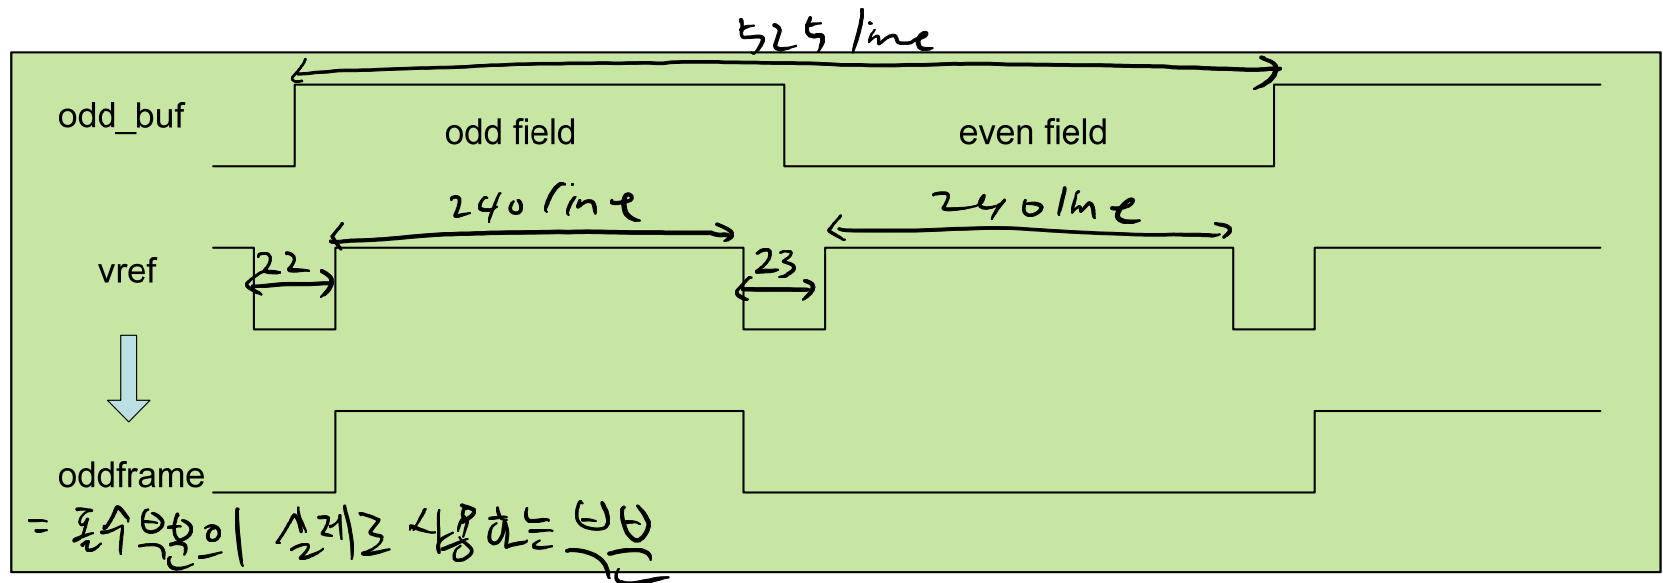 525 line
odd_buf
odd field
even field
240 line
240 line
vref
22
23
oddframe
= 홀수 부분의 실제로 사용하는 부분